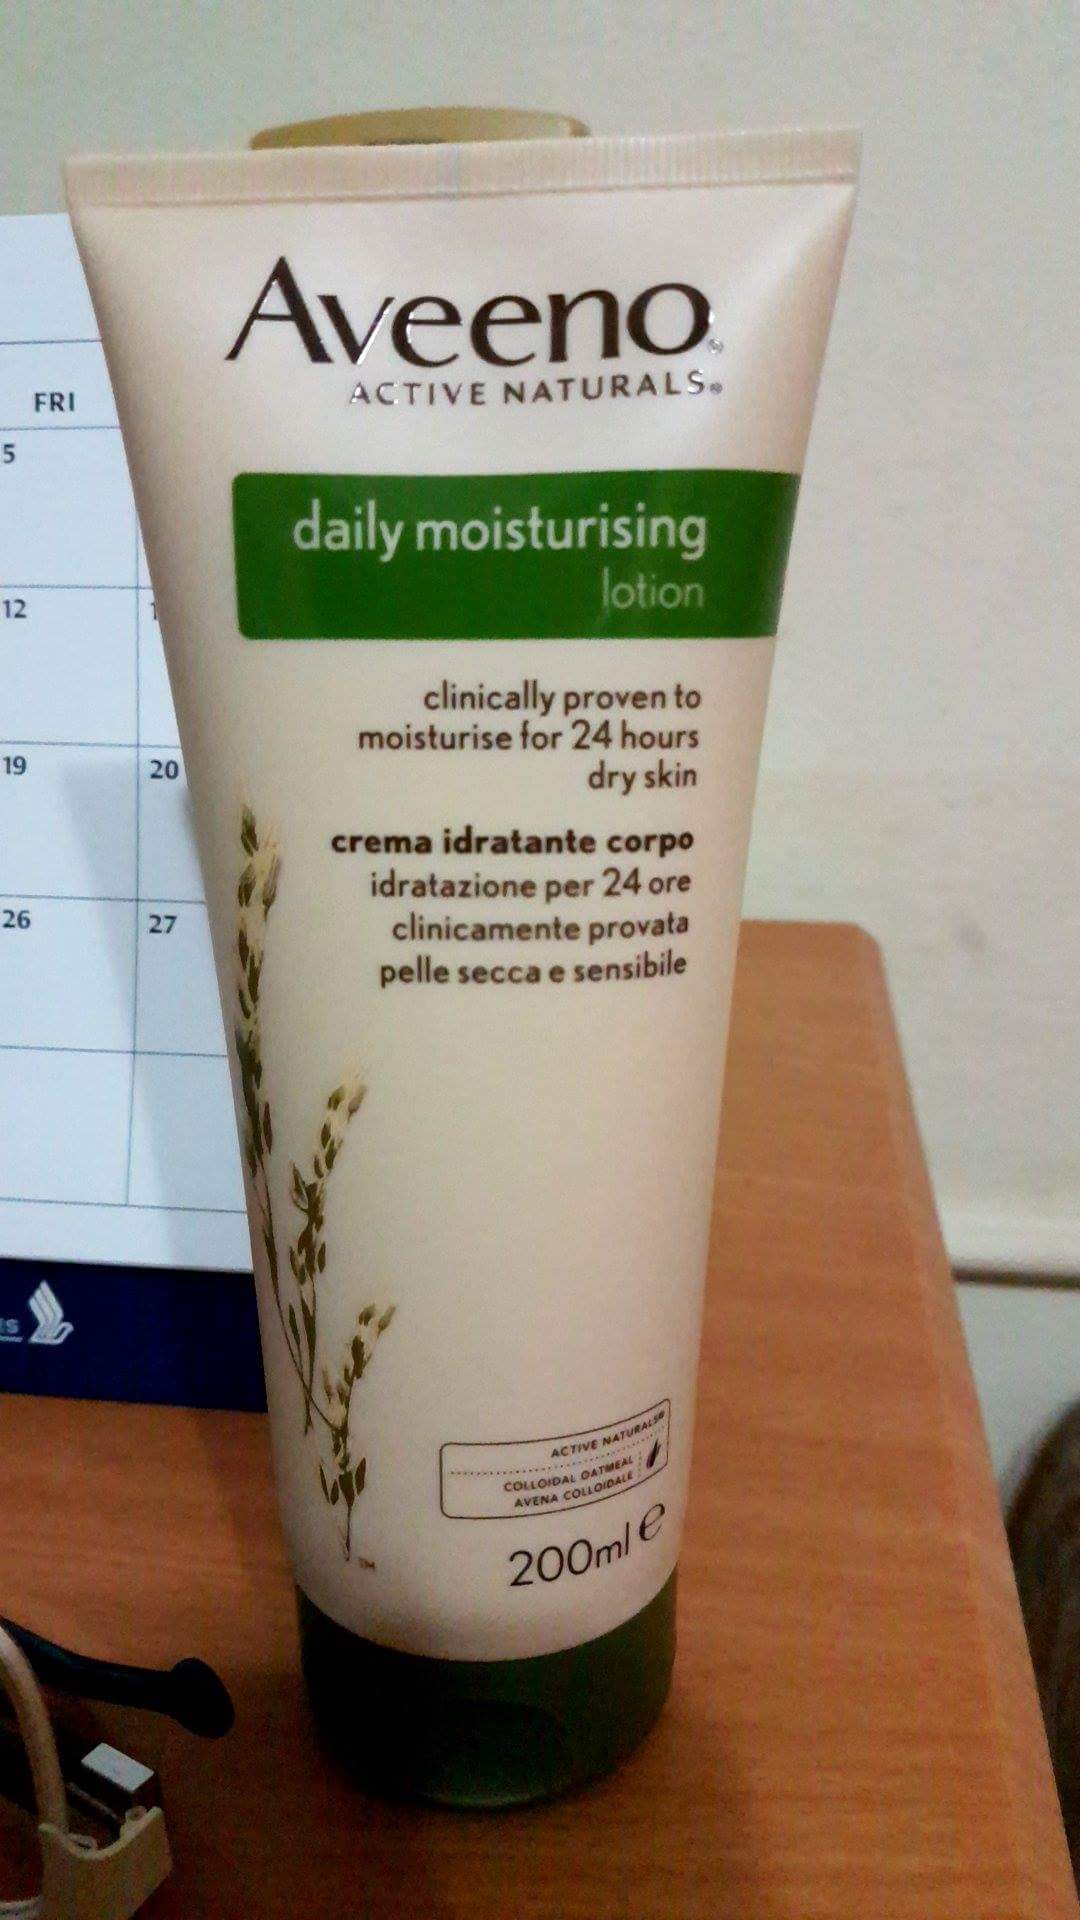 Aveeno®
ACTIVE NATURALS®
daily moisturising
lotion
clinically proven to
moisturise for 24 hours
dry skin
crema idratante corpo
idratazione per 24 ore
clinicamente provata
pelle secca e sensibile
ACTIVE NATURALS®
COLLOIDAL OATMEAL
AVENA COLLOIDALE
200ml ℮
TM
FRI
5
12
19 20
26 27